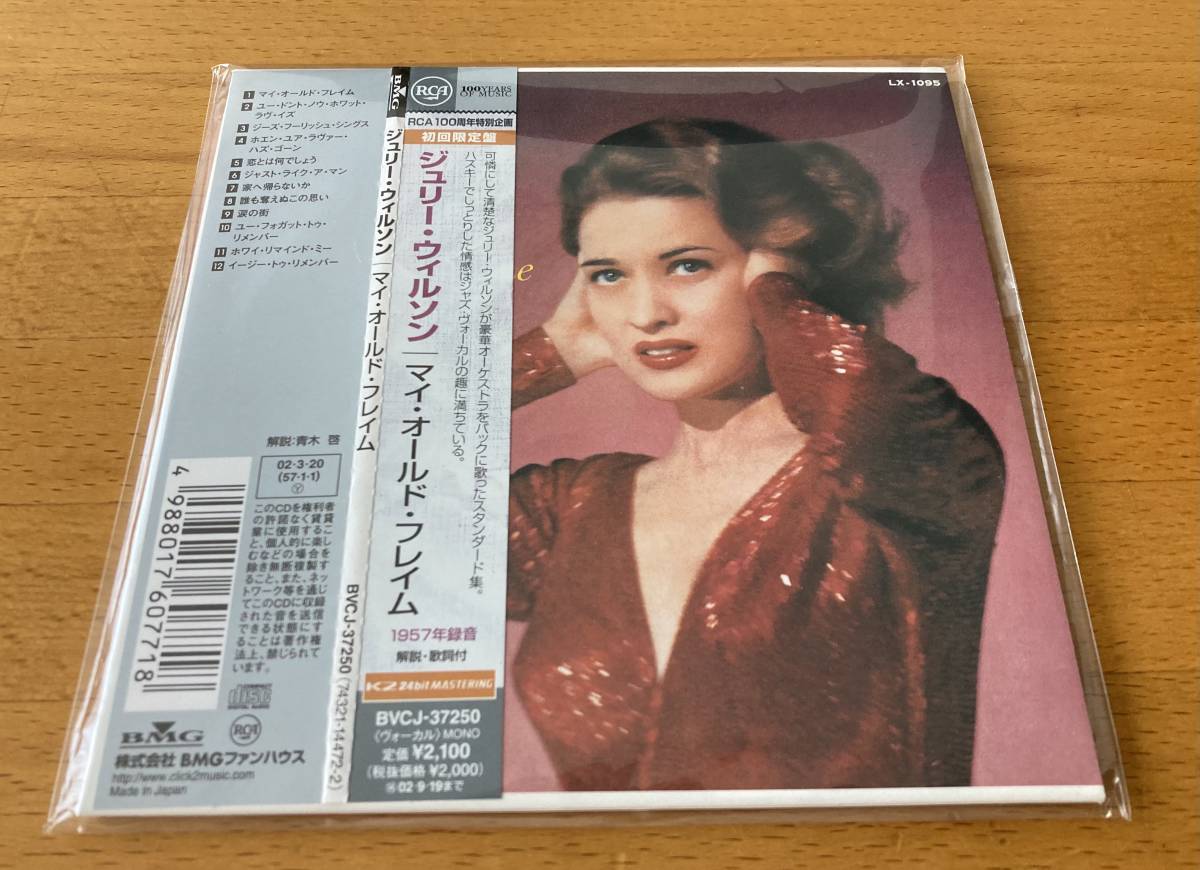 1 マイ・オールド・フレイム
2 ユー・ドント・ノウ・ホワット・
ラヴ・イズ
3 ジーズ・フーリッシュ・シングス
4 ホエン・ユア・ラヴァー・
ハズ・ゴーン
5 恋とは何でしょう
6 ジャスト・ライク・ア・マン
7 家へ帰らないか
8 誰も奪えぬこの思い
9 涙の街
10 ユー・フォガット・トゥ・
リメンバー
11 ホワイ・リマインド・ミー
12 イージー・トゥ・リメンバー
解説:青木 啓
02・3・20
(57・1・1)
Y
このCDを権利者
の許諾なく賃貸
業に使用するこ
と、個人的に楽し
むなどの場合を
除き無断複製す
ること、また、ネッ
トワーク等を通じ
てこのCDに収録
された音を送信
できる状態にす
ることは著作権
法上、禁じられて
います。
4 988017 607718
COMPACT
disc
DIGITAL AUDIO
BMG
RCA
株式会社 BMGファンハウス
http://www.click2music.com
Made in Japan
BMG
ジュリー・ウィルソン│マイ・オールド・フレイム
BVCJ-37250 (74321-14472-2)
RCA
100 YEARS
OF MUSIC
RCA 100周年特別企画
初回限定盤
可憐にして清楚なジュリー・ウィルソンが豪華オーケストラをバックに歌ったスタンダード集。
ハスキーでしっとりした情感はジャズ・ヴォーカルの趣に満ちている。
ジュリー・ウィルソン│マイ・オールド・フレイム
1957年録音
解説・歌詞付
K2 24bit MASTERING
BVCJ-37250
〈ヴォーカル〉 MONO
定価 ¥2,100
(税抜価格 ¥2,000)
02・9・19まで
LX-1095
e